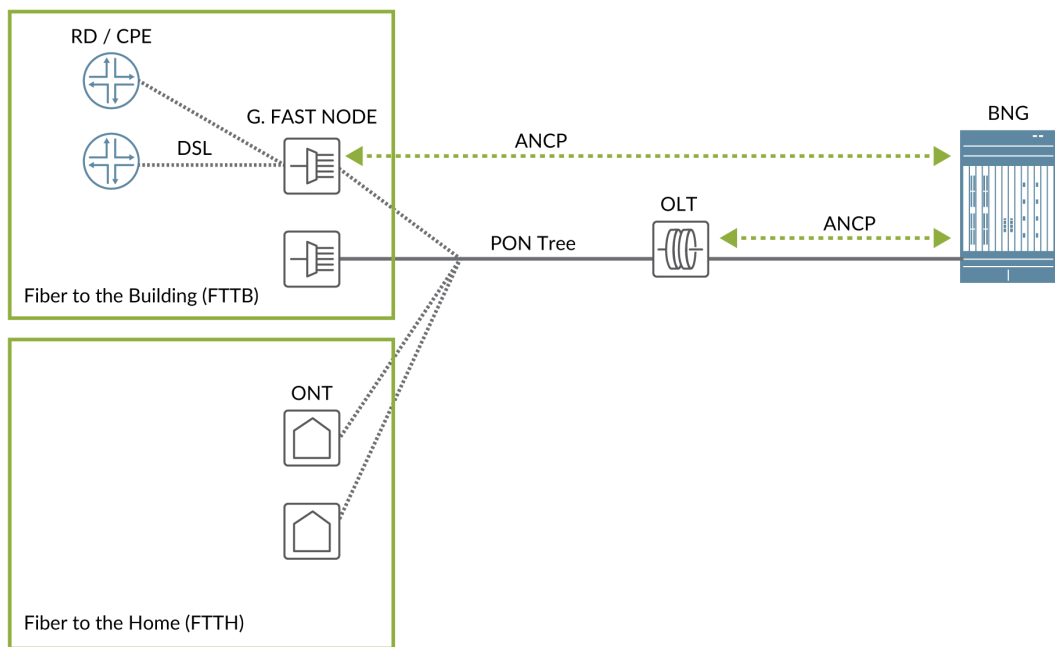 RD / CPE
G. FAST NODE
BNG
DSL
ANCP
OLT
ANCP
PON Tree
Fiber to the Building (FTTB)
ONT
Fiber to the Home (FTTH)